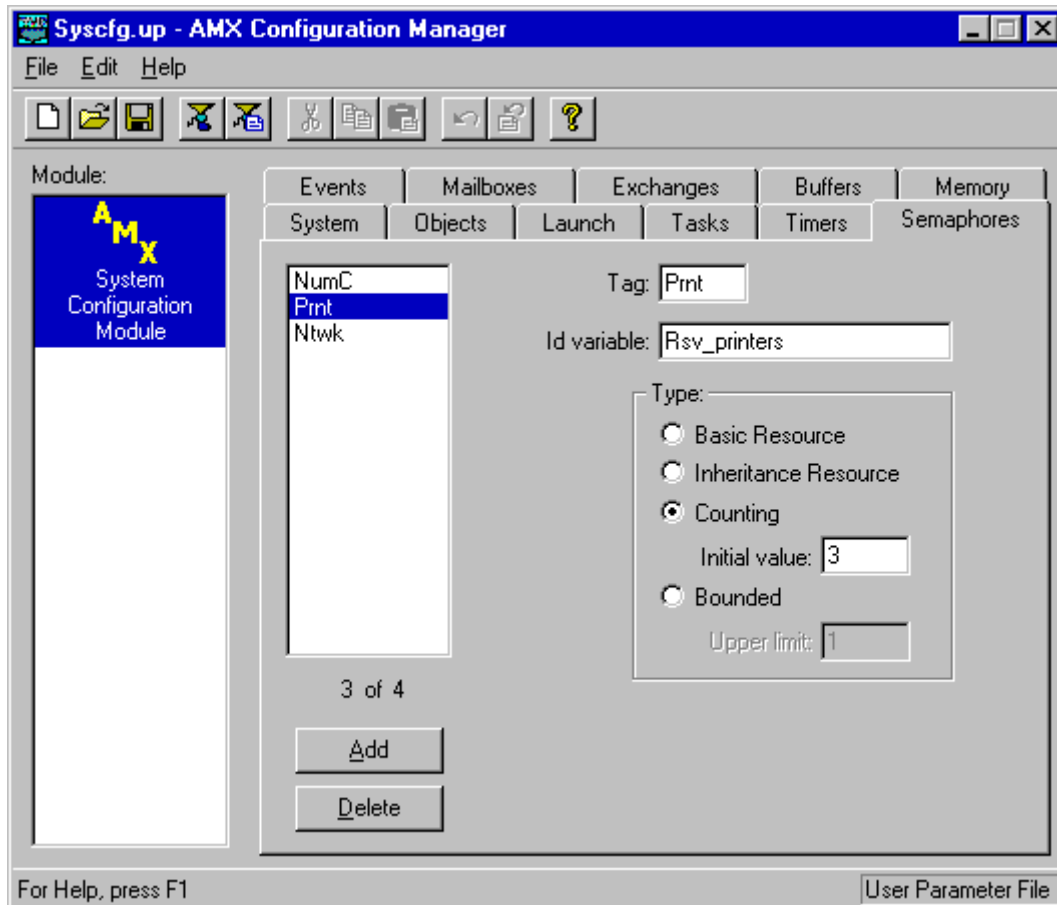 Syscfg.up - AMX Configuration Manager
File Edit Help
Module:
AMX
System
Configuration
Module
Events Mailboxes Exchanges Buffers Memory
System Objects Launch Tasks Timers Semaphores
NumC
Prnt
Ntwk
3 of 4
Add
Delete
Tag: Prnt
Id variable: Rsv_printers
Type:
Basic Resource
Inheritance Resource
Counting
Initial value: 3
Bounded
Upper limit: 1
For Help, press F1
User Parameter File